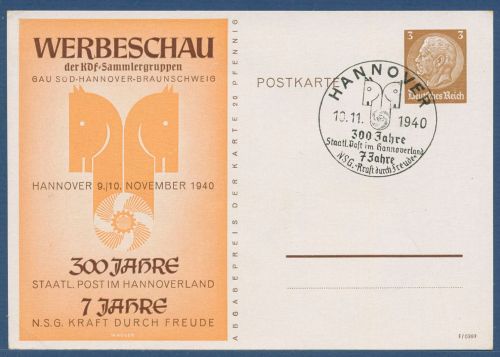 WERBESCHAU
der KdF-Sammlergruppen
GAU SÜD-HANNOVER-BRAUNSCHWEIG
HANNOVER 9./10. NOVEMBER 1940
300 JAHRE
STAATL. POST IM HANNOVERLAND
7 JAHRE
N.S.G. KRAFT DURCH FREUDE
ABGABEPREIS DER KARTE 20 PFENNIG
POSTKARTE
3 3
Deutsches Reich
HANNOVER
10.11. 1940
300 Jahre
Staatl. Post im Hannoverland
7 Jahre
N.S.G. „Kraft durch Freude“